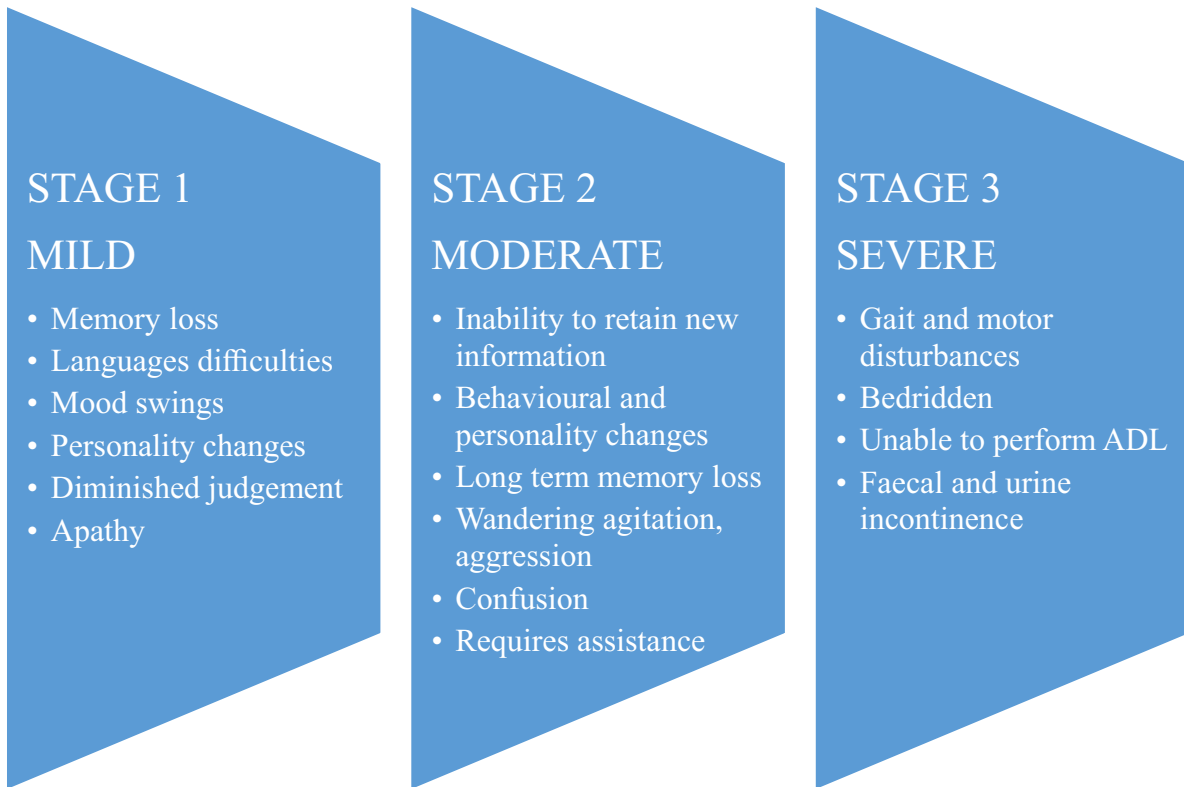 STAGE 1
MILD
• Memory loss
• Languages difficulties
• Mood swings
• Personality changes
• Diminished judgement
• Apathy
STAGE 2
MODERATE
• Inability to retain new
information
• Behavioural and
personality changes
• Long term memory loss
• Wandering agitation,
aggression
• Confusion
• Requires assistance
STAGE 3
SEVERE
• Gait and motor
disturbances
• Bedridden
• Unable to perform ADL
• Faecal and urine
incontinence